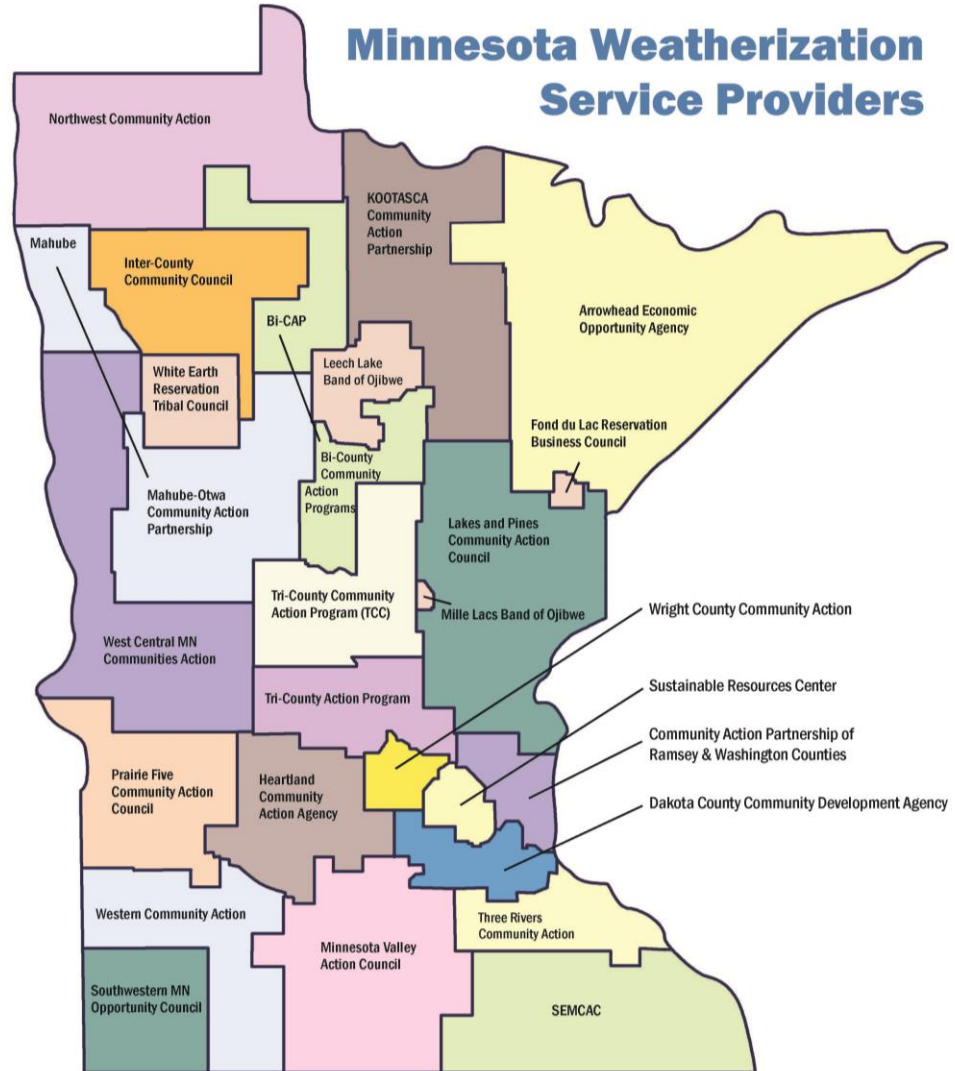 Minnesota Weatherization
Service Providers
Northwest Community Action
KOOTASCA
Community
Action
Partnership
Mahube
Inter-County
Community Council
Arrowhead Economic
Opportunity Agency
Bi-CAP
Leech Lake
Band of Ojibwe
White Earth
Reservation
Tribal Council
Fond du Lac Reservation
Business Council
Bi-County
Community
Action
Programs
Mahube-Otwa
Community Action
Partnership
Lakes and Pines
Community Action
Council
Tri-County Community
Action Program (TCC)
Mille Lacs Band of Ojibwe
Wright County Community Action
West Central MN
Communities Action
Sustainable Resources Center
Tri-County Action Program
Community Action Partnership of
Ramsey & Washington Counties
Prairie Five
Community Action
Council
Heartland
Community
Action Agency
Dakota County Community Development Agency
Western Community Action
Three Rivers
Community Action
Minnesota Valley
Action Council
Southwestern MN
Opportunity Council
SEMCAC